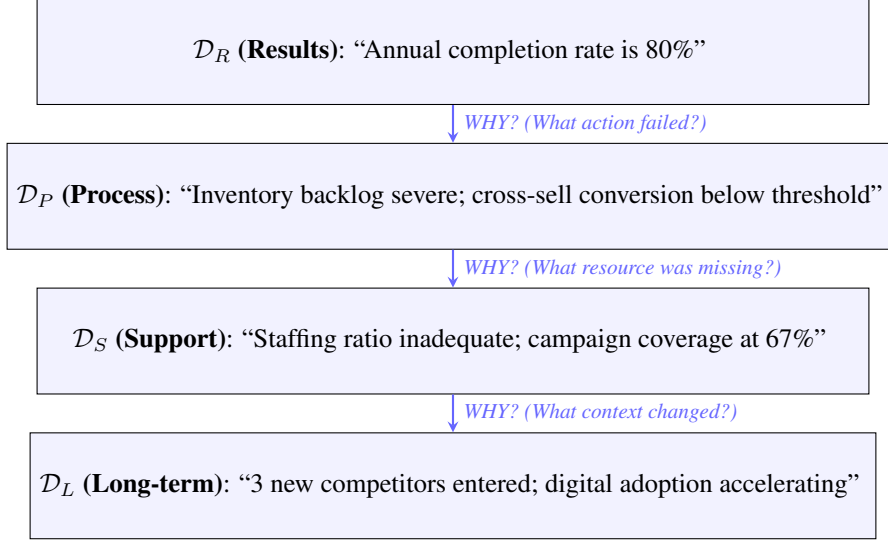 D_R (Results): “Annual completion rate is 80%”
WHY? (What action failed?)
D_P (Process): “Inventory backlog severe; cross-sell conversion below threshold”
WHY? (What resource was missing?)
D_S (Support): “Staffing ratio inadequate; campaign coverage at 67%”
WHY? (What context changed?)
D_L (Long-term): “3 new competitors entered; digital adoption accelerating”